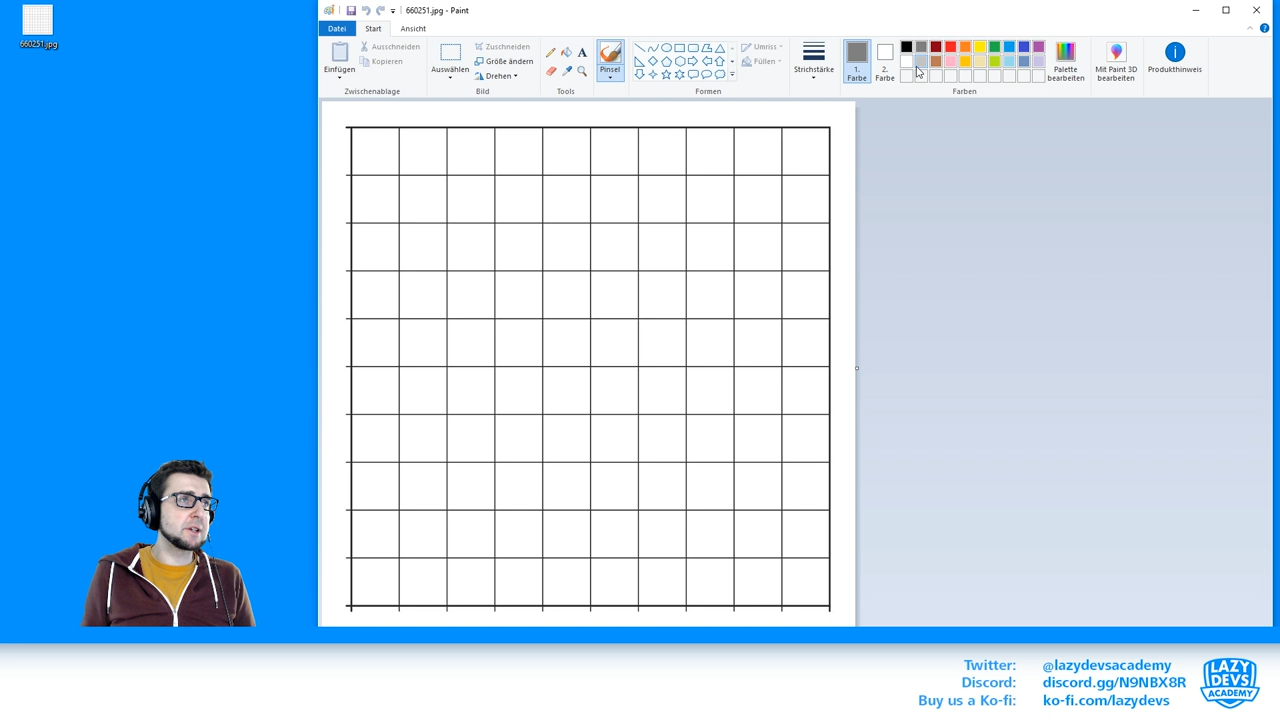 660251.jpg - Paint
660251.jpg
Datei Start Ansicht
Einfügen
Ausschneiden
Kopieren
Zwischenablage
Auswählen
Zuschneiden
Größe ändern
Drehen
Bild
Tools
Pinsel
Formen
Umriss
Füllen
Strichstärke
1.
Farbe
2.
Farbe
Farben
Palette
bearbeiten
Mit Paint 3D
bearbeiten
Produkthinweis
Twitter: @lazydevsacademy
Discord: discord.gg/N9NBX8R
Buy us a Ko-fi: ko-fi.com/lazydevs
LAZY
DEVS
ACADEMY